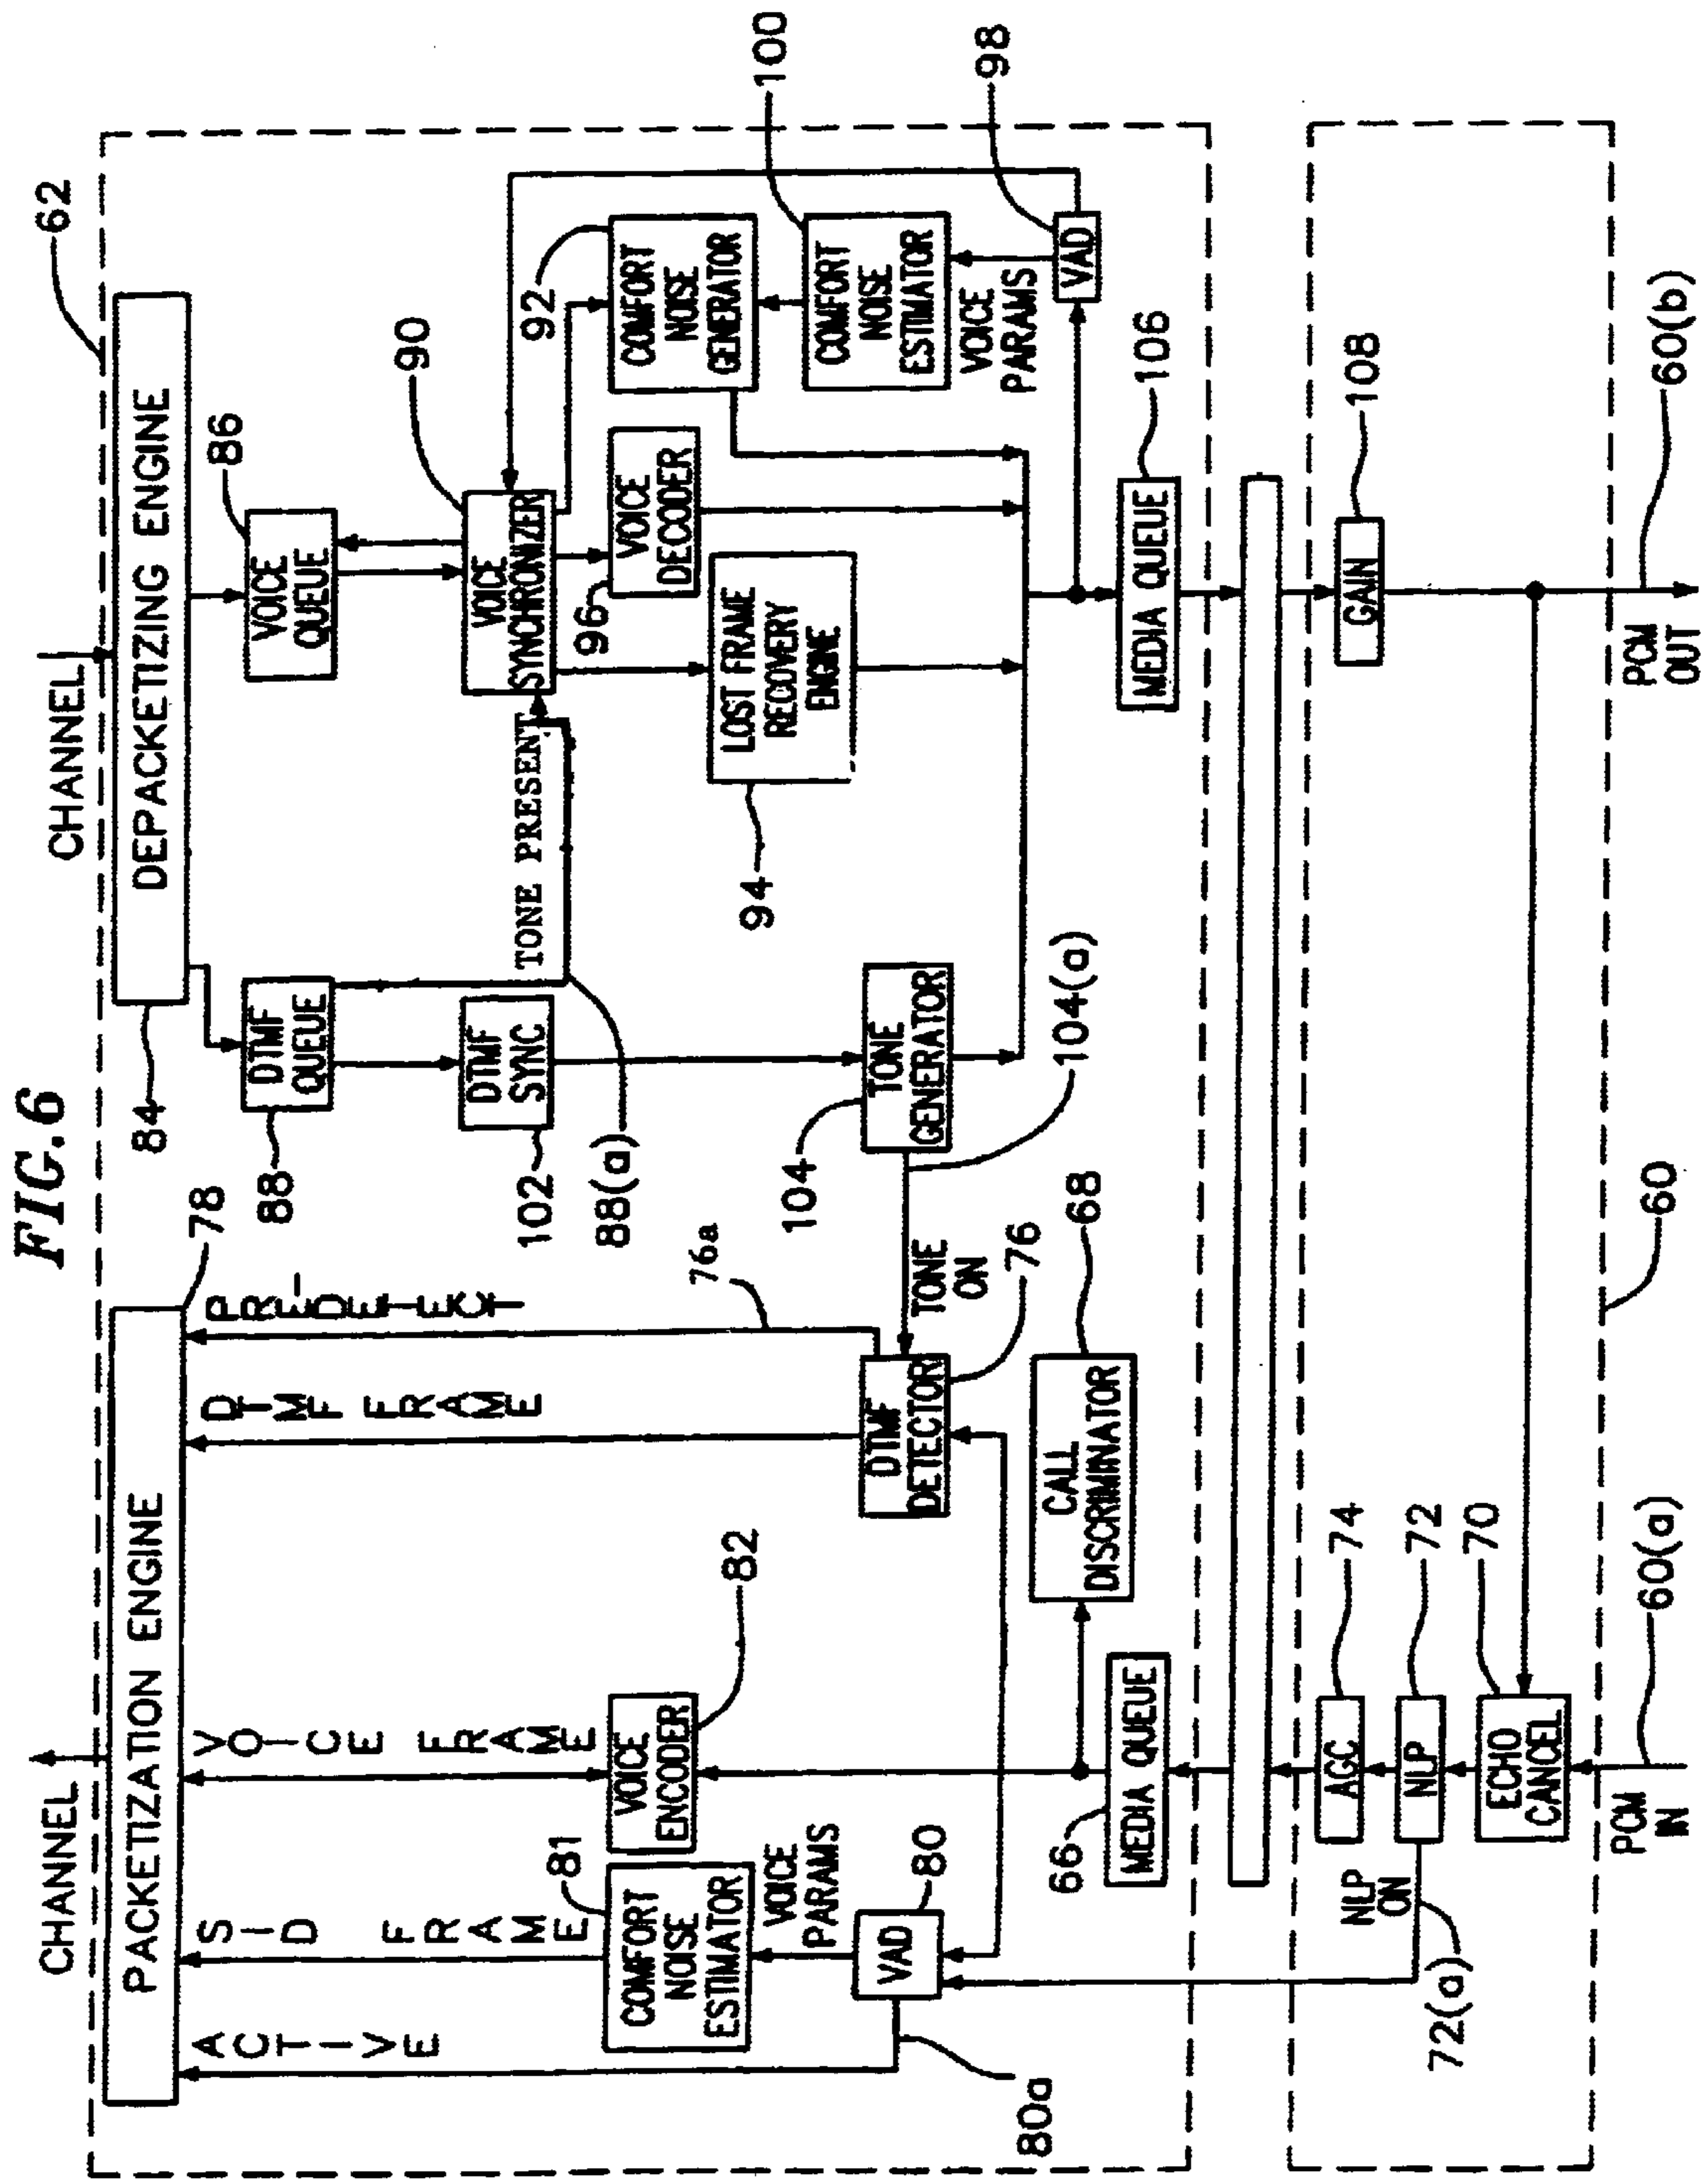 FIG.6
CHANNEL
PACKETIZATION ENGINE
78
ACTIVE
SID FRAME
VOICE FRAME
DTMF FRAME
PRE-DETECT
76a
81
COMFORT
NOISE
ESTIMATOR
VOICE
PARAMS
80
VAD
80a
82
VOICE
ENCODER
DTMF
DETECTOR
76
TONE
ON
68
CALL
DISCRIMINATOR
66
MEDIA QUEUE
CHANNEL
62
84
DEPACKETIZING ENGINE
88
DTMF
QUEUE
86
VOICE
QUEUE
102
DTMF
SYNC
88(a)
TONE PRESENT
90
VOICE
SYNCHRONIZER
92
COMFORT
NOISE
GENERATOR
96
VOICE
DECODER
94
LOST FRAME
RECOVERY
ENGINE
100
COMFORT
NOISE
ESTIMATOR
VOICE
PARAMS
98
VAD
104
TONE
GENERATOR
104(a)
MEDIA QUEUE
106
74
AGC
72
NLP
NLP
ON
72(a)
70
ECHO
CANCEL
PCM
IN
60(a)
60
108
GAIN
PCM
OUT
60(b)